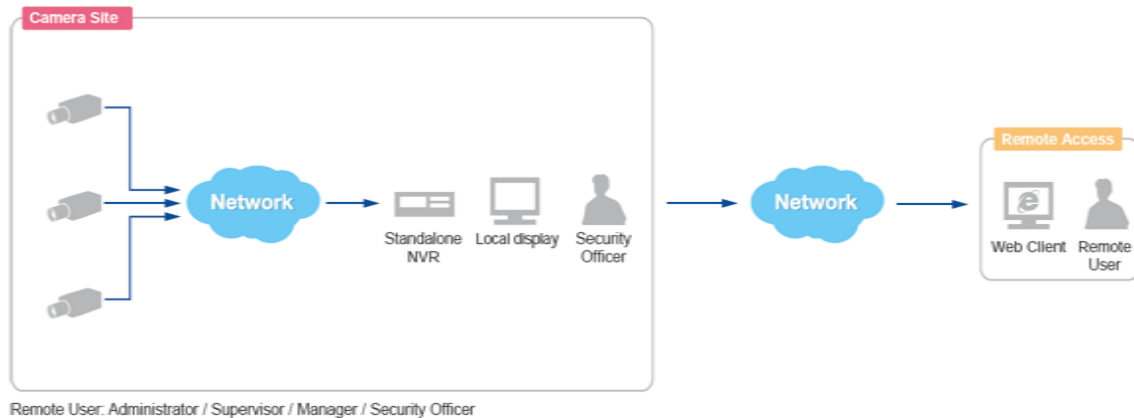 Camera Site
Remote Access
Network
Network
Standalone
NVR
Local display
Security
Officer
Web Client
Remote
User
Remote User: Administrator / Supervisor / Manager / Security Officer